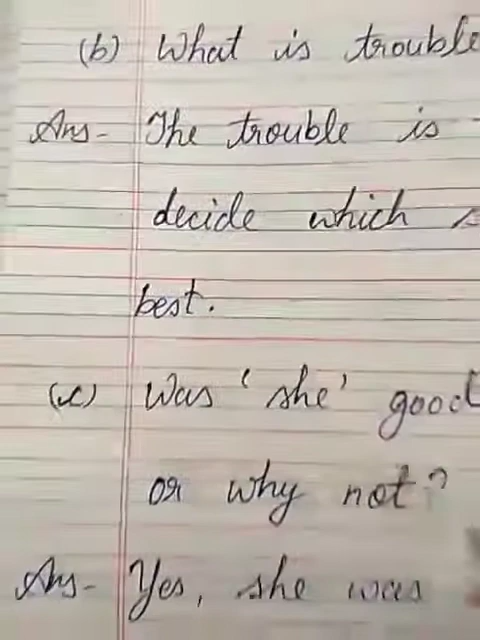 (b) What is trouble
Ans- The trouble is
decide which
best.
(c) Was 'she' good
or why not?
Ans- Yes, she was